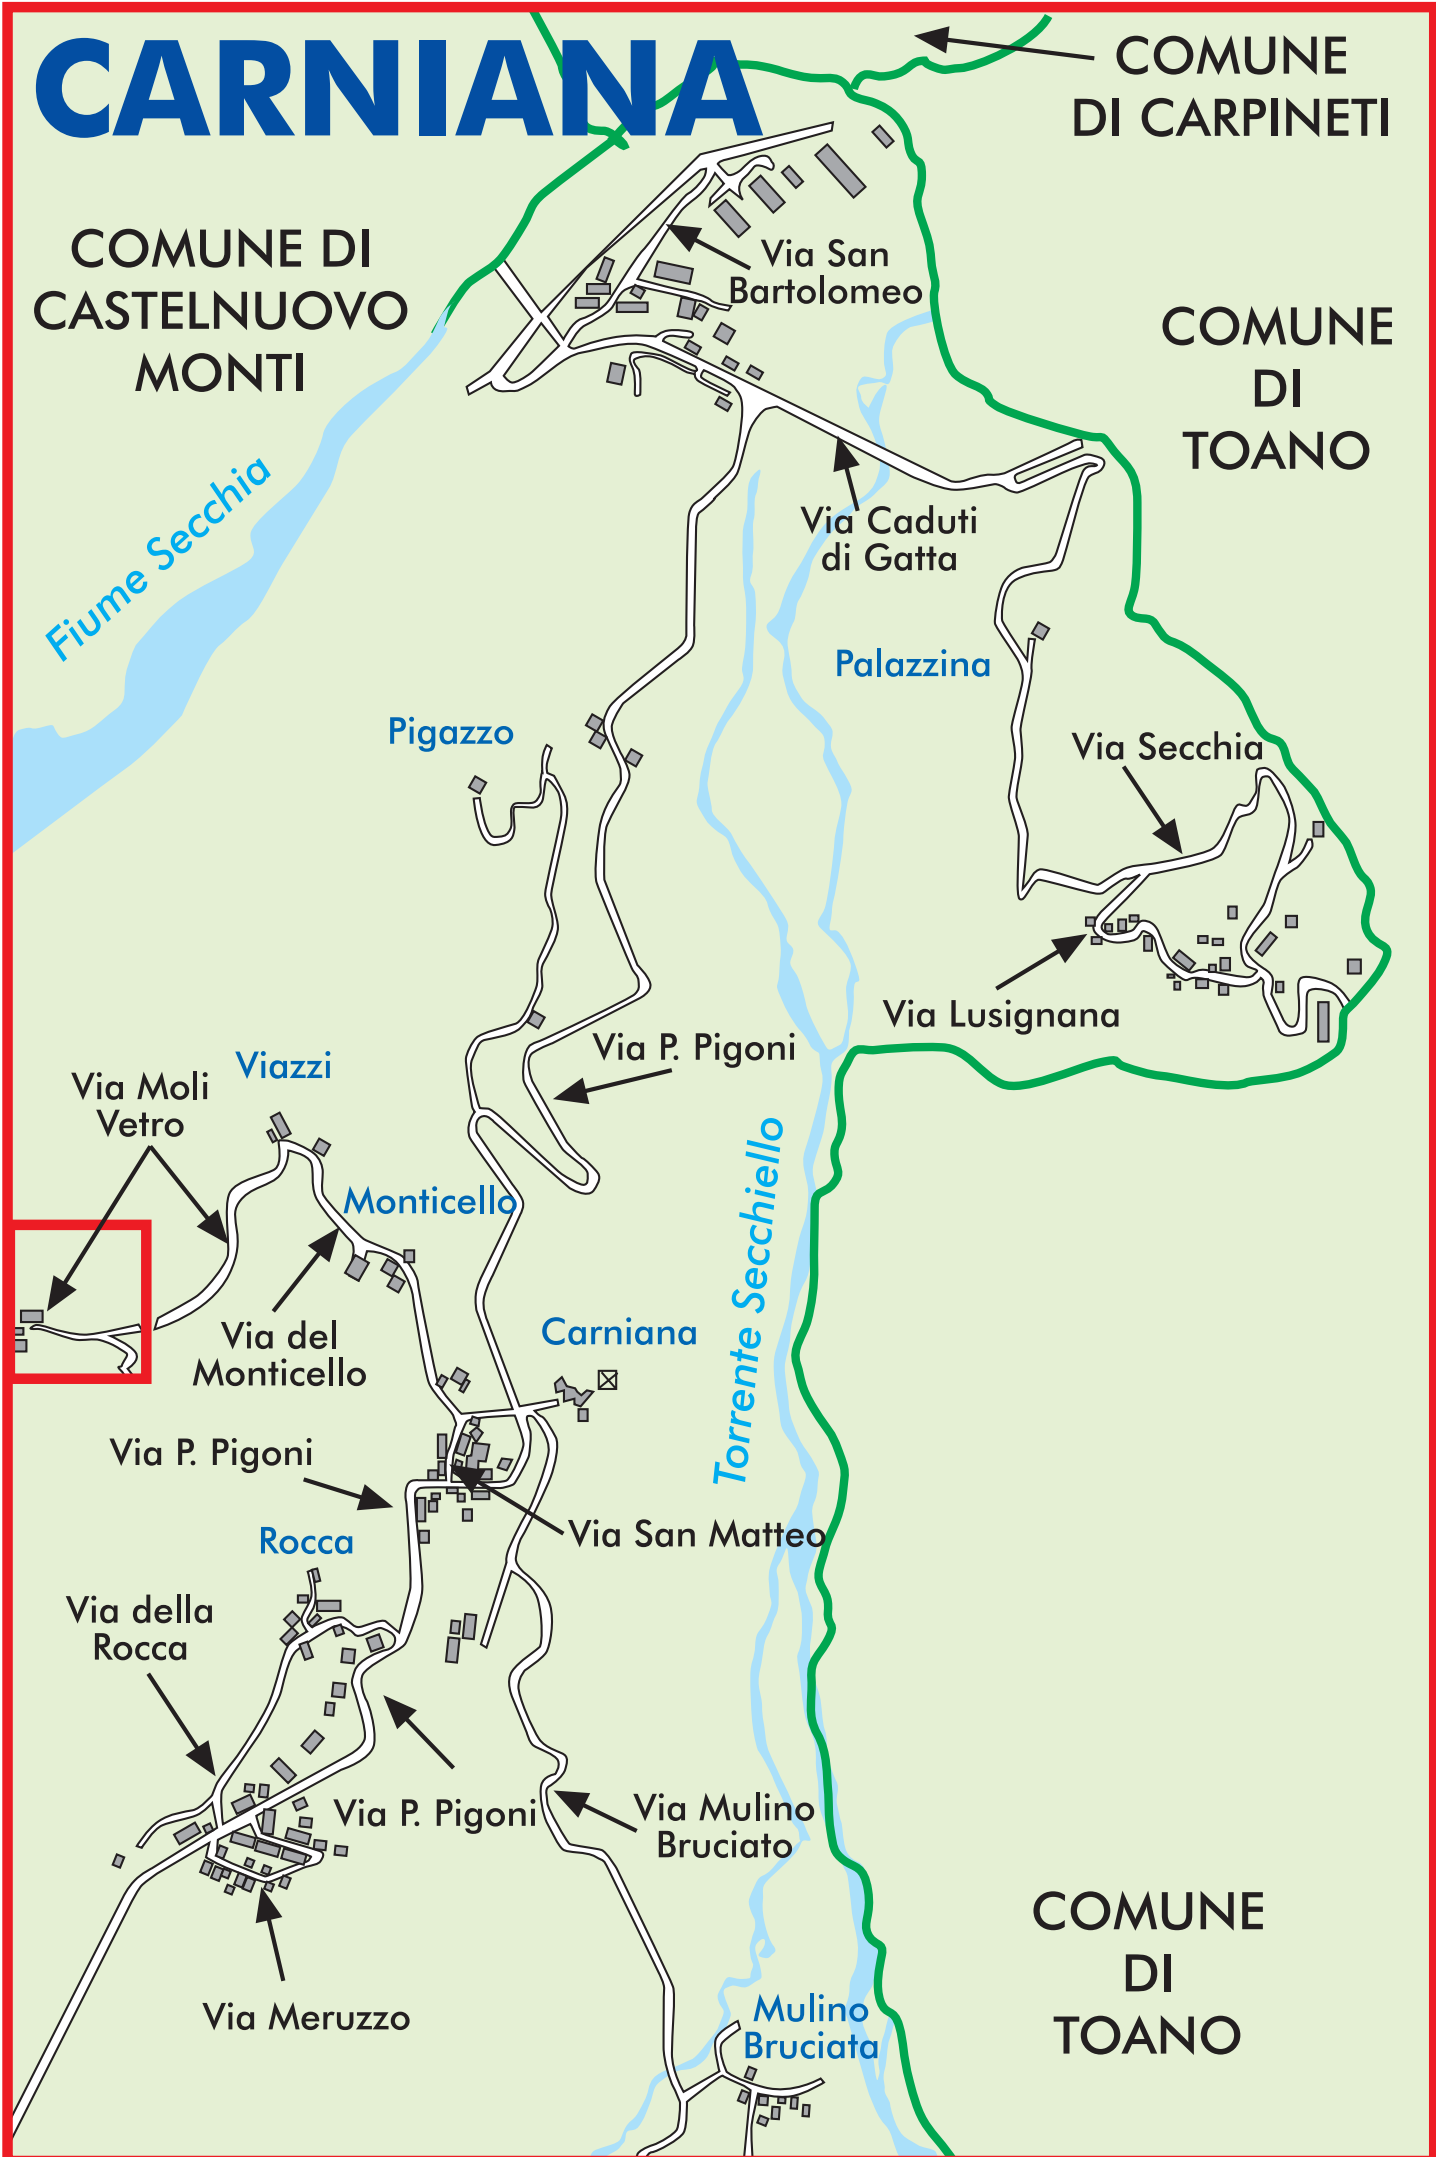 CARNIANA
COMUNE
DI CARPINETI
COMUNE DI
CASTELNUOVO
MONTI
Via San
Bartolomeo
COMUNE
DI
TOANO
Fiume Secchia
Via Caduti
di Gatta
Palazzina
Pigazzo
Via Secchia
Via Lusignana
Via P. Pigoni
Viazzi
Via Moli
Vetro
Monticello
Torrente Secchiello
Via del
Monticello
Carniana
Via P. Pigoni
Via San Matteo
Rocca
Via della
Rocca
Via P. Pigoni
Via Mulino
Bruciato
COMUNE
DI
TOANO
Via Meruzzo
Mulino
Bruciata